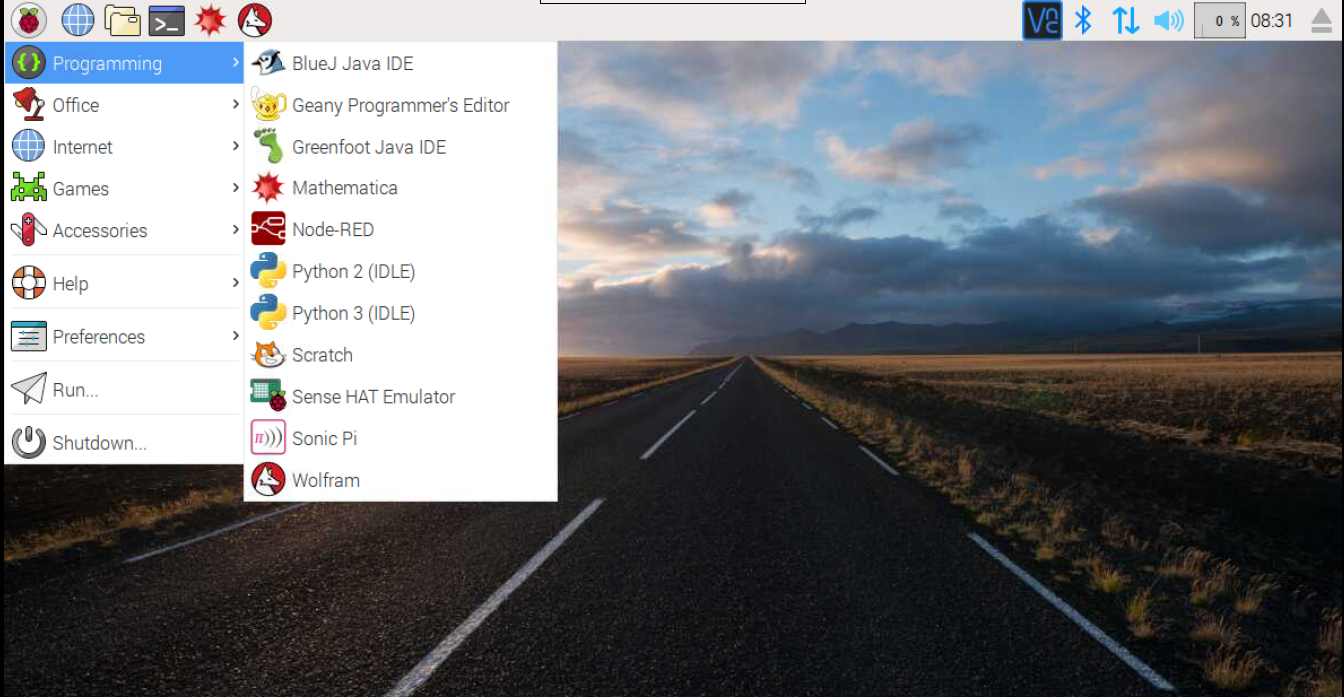 V2
0 %
08:31
Programming
Office
Internet
Games
Accessories
Help
Preferences
Run...
Shutdown...
BlueJ Java IDE
Geany Programmer's Editor
Greenfoot Java IDE
Mathematica
Node-RED
Python 2 (IDLE)
Python 3 (IDLE)
Scratch
Sense HAT Emulator
π)))
Sonic Pi
Wolfram